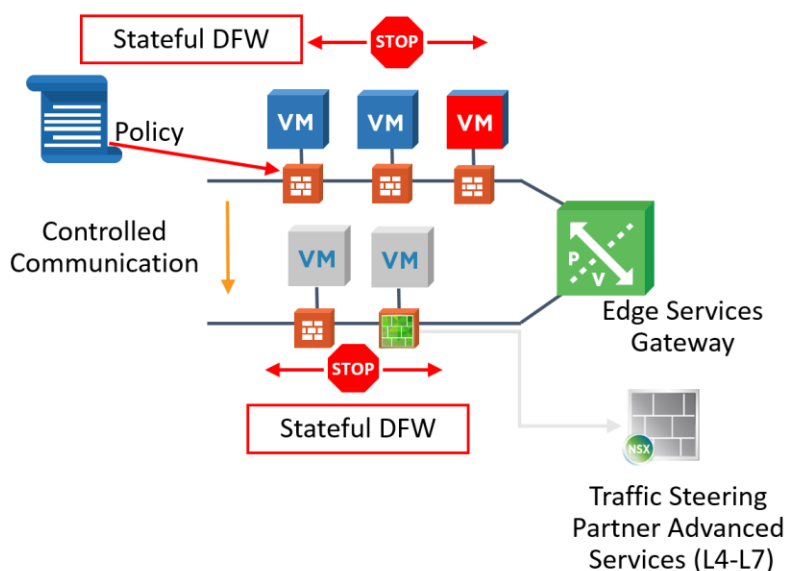 Stateful DFW
STOP
Policy
VM
VM
VM
Controlled
Communication
VM
VM
P
V
Edge Services
Gateway
STOP
Stateful DFW
NSX
Traffic Steering
Partner Advanced
Services (L4-L7)